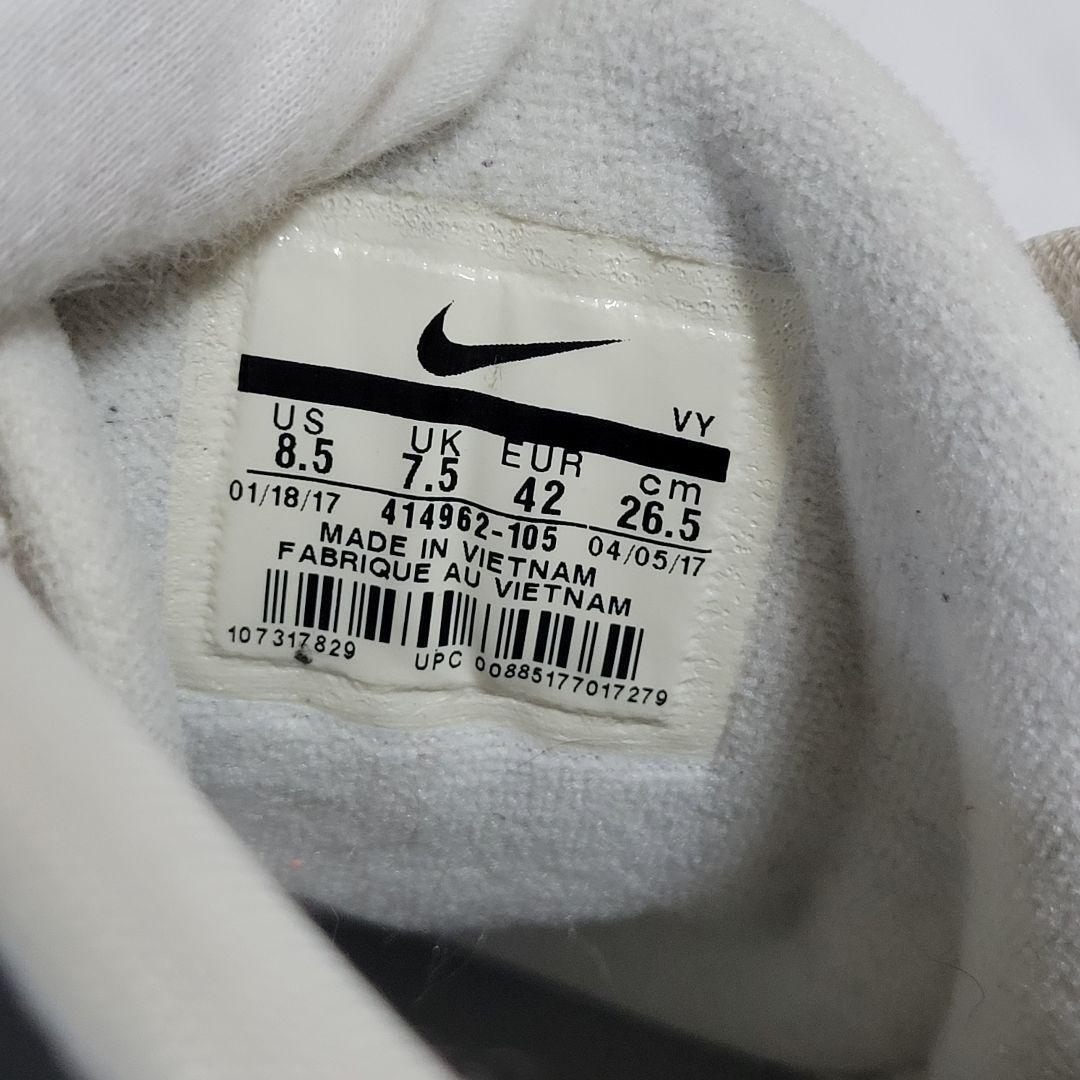 VY
US UK EUR cm
8.5 7.5 42 26.5
01/18/17 414962-105 04/05/17
MADE IN VIETNAM
FABRIQUE AU VIETNAM
107317829 UPC 00885177017279